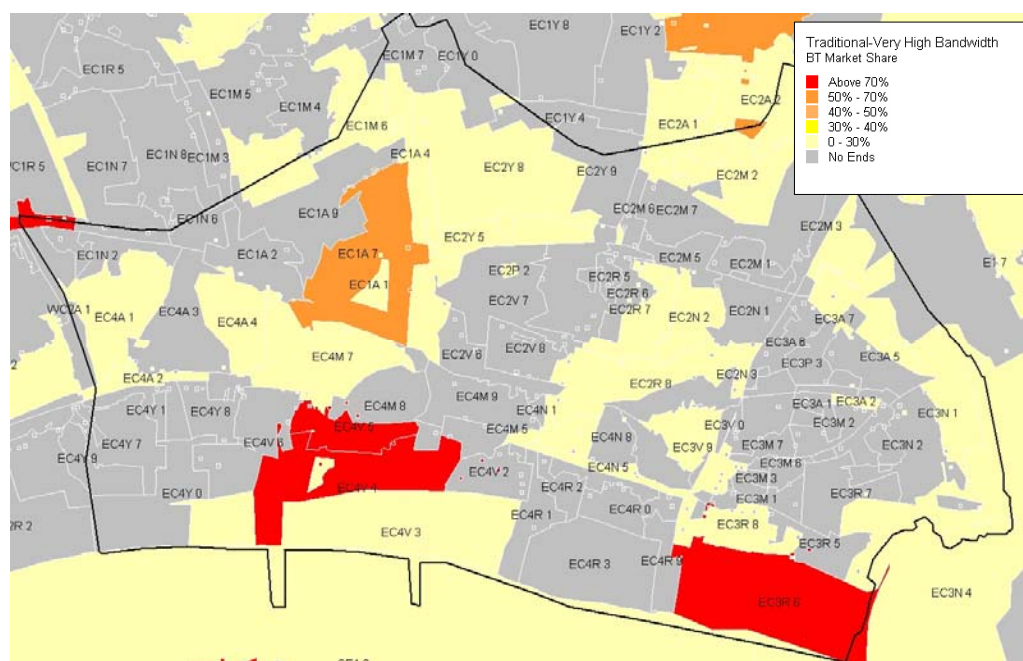 EC1Y 8
EC1Y 2
Traditional-Very High Bandwidth
BT Market Share
Above 70%
50% - 70%
40% - 50%
30% - 40%
0 - 30%
No Ends
EC1R 5
EC1M 7
EC1Y 0
EC1M 5
EC1M 4
EC2A 2
EC1Y 4
EC2A 1
EC1M 6
EC1N 8
EC1M 3
EC1A 4
EC1N 7
EC2Y 8
EC2Y 9
EC2M 2
EC1N 6
EC1A 9
EC2M 6
EC2M 7
EC2M 3
EC2Y 5
EC1N 2
EC1A 2
EC1A 7
EC2P 2
EC2R 5
EC2M 5
EC2M 1
E1 7
EC1A 1
EC2V 7
EC2R 6
EC2R 7
WC2A 1
EC4A 1
EC4A 3
EC4A 4
EC2N 2
EC2N 1
EC3A 7
EC4M 7
EC2V 6
EC2V 8
EC3A 6
EC3P 3
EC3A 5
EC4A 2
EC2R 8
EC2N 3
EC4Y 1
EC4Y 8
EC4M 8
EC4M 9
EC4N 1
EC3A 1
EC3A 2
EC3N 1
EC4Y 7
EC4V 6
EC4V 5
EC4M 5
EC4N 8
EC3V 0
EC3M 2
EC3V 9
EC3M 7
EC3N 2
EC4Y 9
EC4V 2
EC4N 5
EC3M 6
EC3M 3
EC4Y 0
EC4V 4
EC4R 2
EC3R 7
EC3M 1
EC4R 1
EC4R 0
EC3R 8
EC4V 3
EC3R 5
EC4R 3
EC4R 9
EC3R 6
EC3N 4